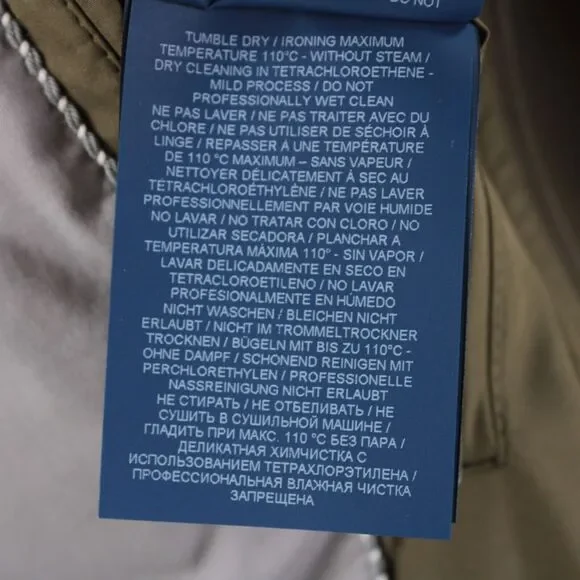 DO NOT
TUMBLE DRY / IRONING MAXIMUM
TEMPERATURE 110°C - WITHOUT STEAM /
DRY CLEANING IN TETRACHLOROETHENE -
MILD PROCESS / DO NOT
PROFESSIONALLY WET CLEAN
NE PAS LAVER / NE PAS TRAITER AVEC DU
CHLORE / NE PAS UTILISER DE SÉCHOIR À
LINGE / REPASSER À UNE TEMPÉRATURE
DE 110 °C MAXIMUM – SANS VAPEUR /
NETTOYER DÉLICATEMENT À SEC AU
TÉTRACHLOROÉTHYLÈNE / NE PAS LAVER
PROFESSIONNELLEMENT PAR VOIE HUMIDE
NO LAVAR / NO TRATAR CON CLORO / NO
UTILIZAR SECADORA / PLANCHAR A
TEMPERATURA MÁXIMA 110° - SIN VAPOR /
LAVAR DELICADAMENTE EN SECO EN
TETRACLOROETILENO / NO LAVAR
PROFESIONALMENTE EN HÚMEDO
NICHT WASCHEN / BLEICHEN NICHT
ERLAUBT / NICHT IM TROMMELTROCKNER
TROCKNEN / BÜGELN MIT BIS ZU 110°C -
OHNE DAMPF / SCHONEND REINIGEN MIT
PERCHLORETHYLEN / PROFESSIONELLE
NASSREINIGUNG NICHT ERLAUBT
НЕ СТИРАТЬ / НЕ ОТБЕЛИВАТЬ / НЕ
СУШИТЬ В СУШИЛЬНОЙ МАШИНЕ /
ГЛАДИТЬ ПРИ МАКС. 110 °C БЕЗ ПАРА /
ДЕЛИКАТНАЯ ХИМЧИСТКА С
ИСПОЛЬЗОВАНИЕМ ТЕТРАХЛОРЭТИЛЕНА /
ПРОФЕССИОНАЛЬНАЯ ВЛАЖНАЯ ЧИСТКА
ЗАПРЕЩЕНА